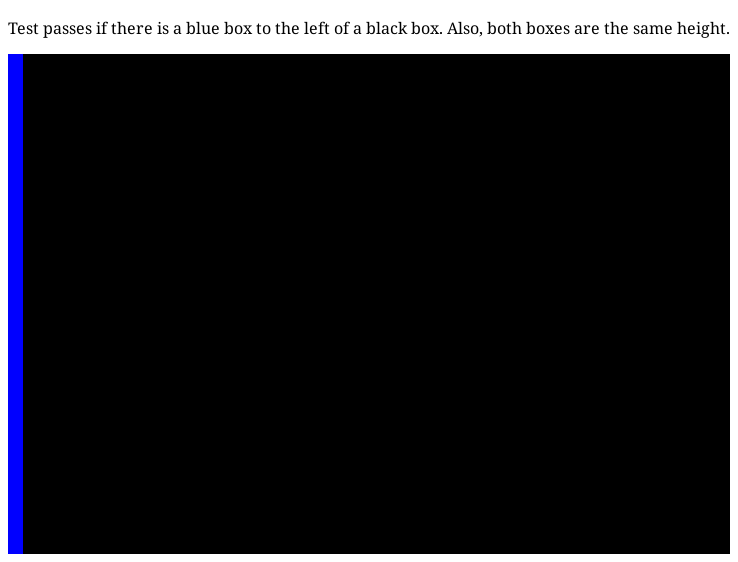 Test passes if there is a blue box to the left of a black box. Also, both boxes are the same height.